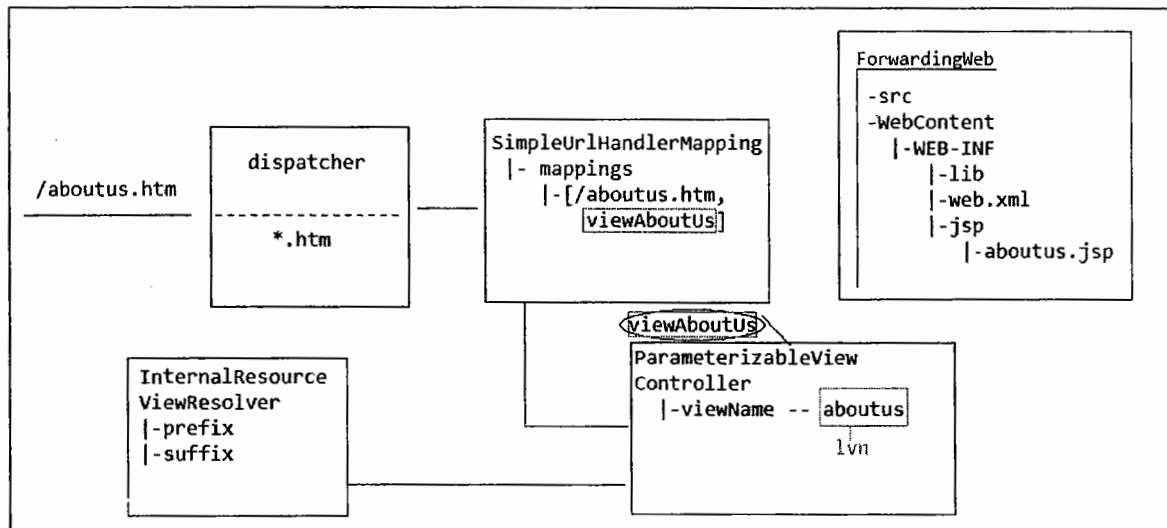 /aboutus.htm
dispatcher
*.htm
SimpleUrlHandlerMapping
|- mappings
|-[/aboutus.htm,
viewAboutUs]
ForwardingWeb
-src
-WebContent
|-WEB-INF
|-lib
|-web.xml
|-jsp
|-aboutus.jsp
viewAboutUs
ParameterizableView
Controller
|-viewName -- aboutus
lvn
InternalResource
ViewResolver
|-prefix
|-suffix